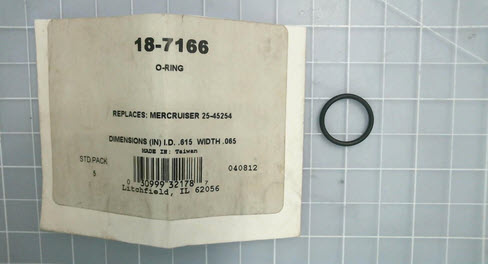 18-7166
O-RING
REPLACES: MERCRUISER 25-45254
DIMENSIONS (IN) I.D. .615 WIDTH .065
MADE IN: Taiwan
STD.PACK
5
040812
0 30999 32178 7
Litchfield, IL 62056